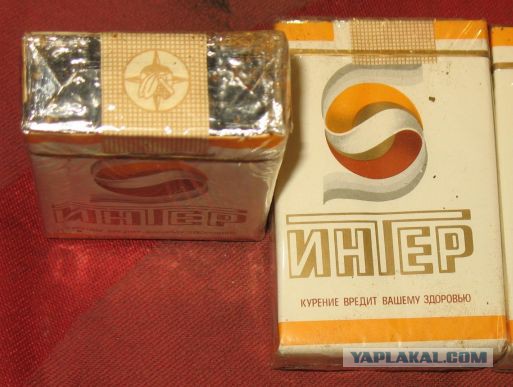 ИНТЕР
ИНТЕР
КУРЕНИЕ ВРЕДИТ ВАШЕМУ ЗДОРОВЬЮ
YAPLAKAL.COM